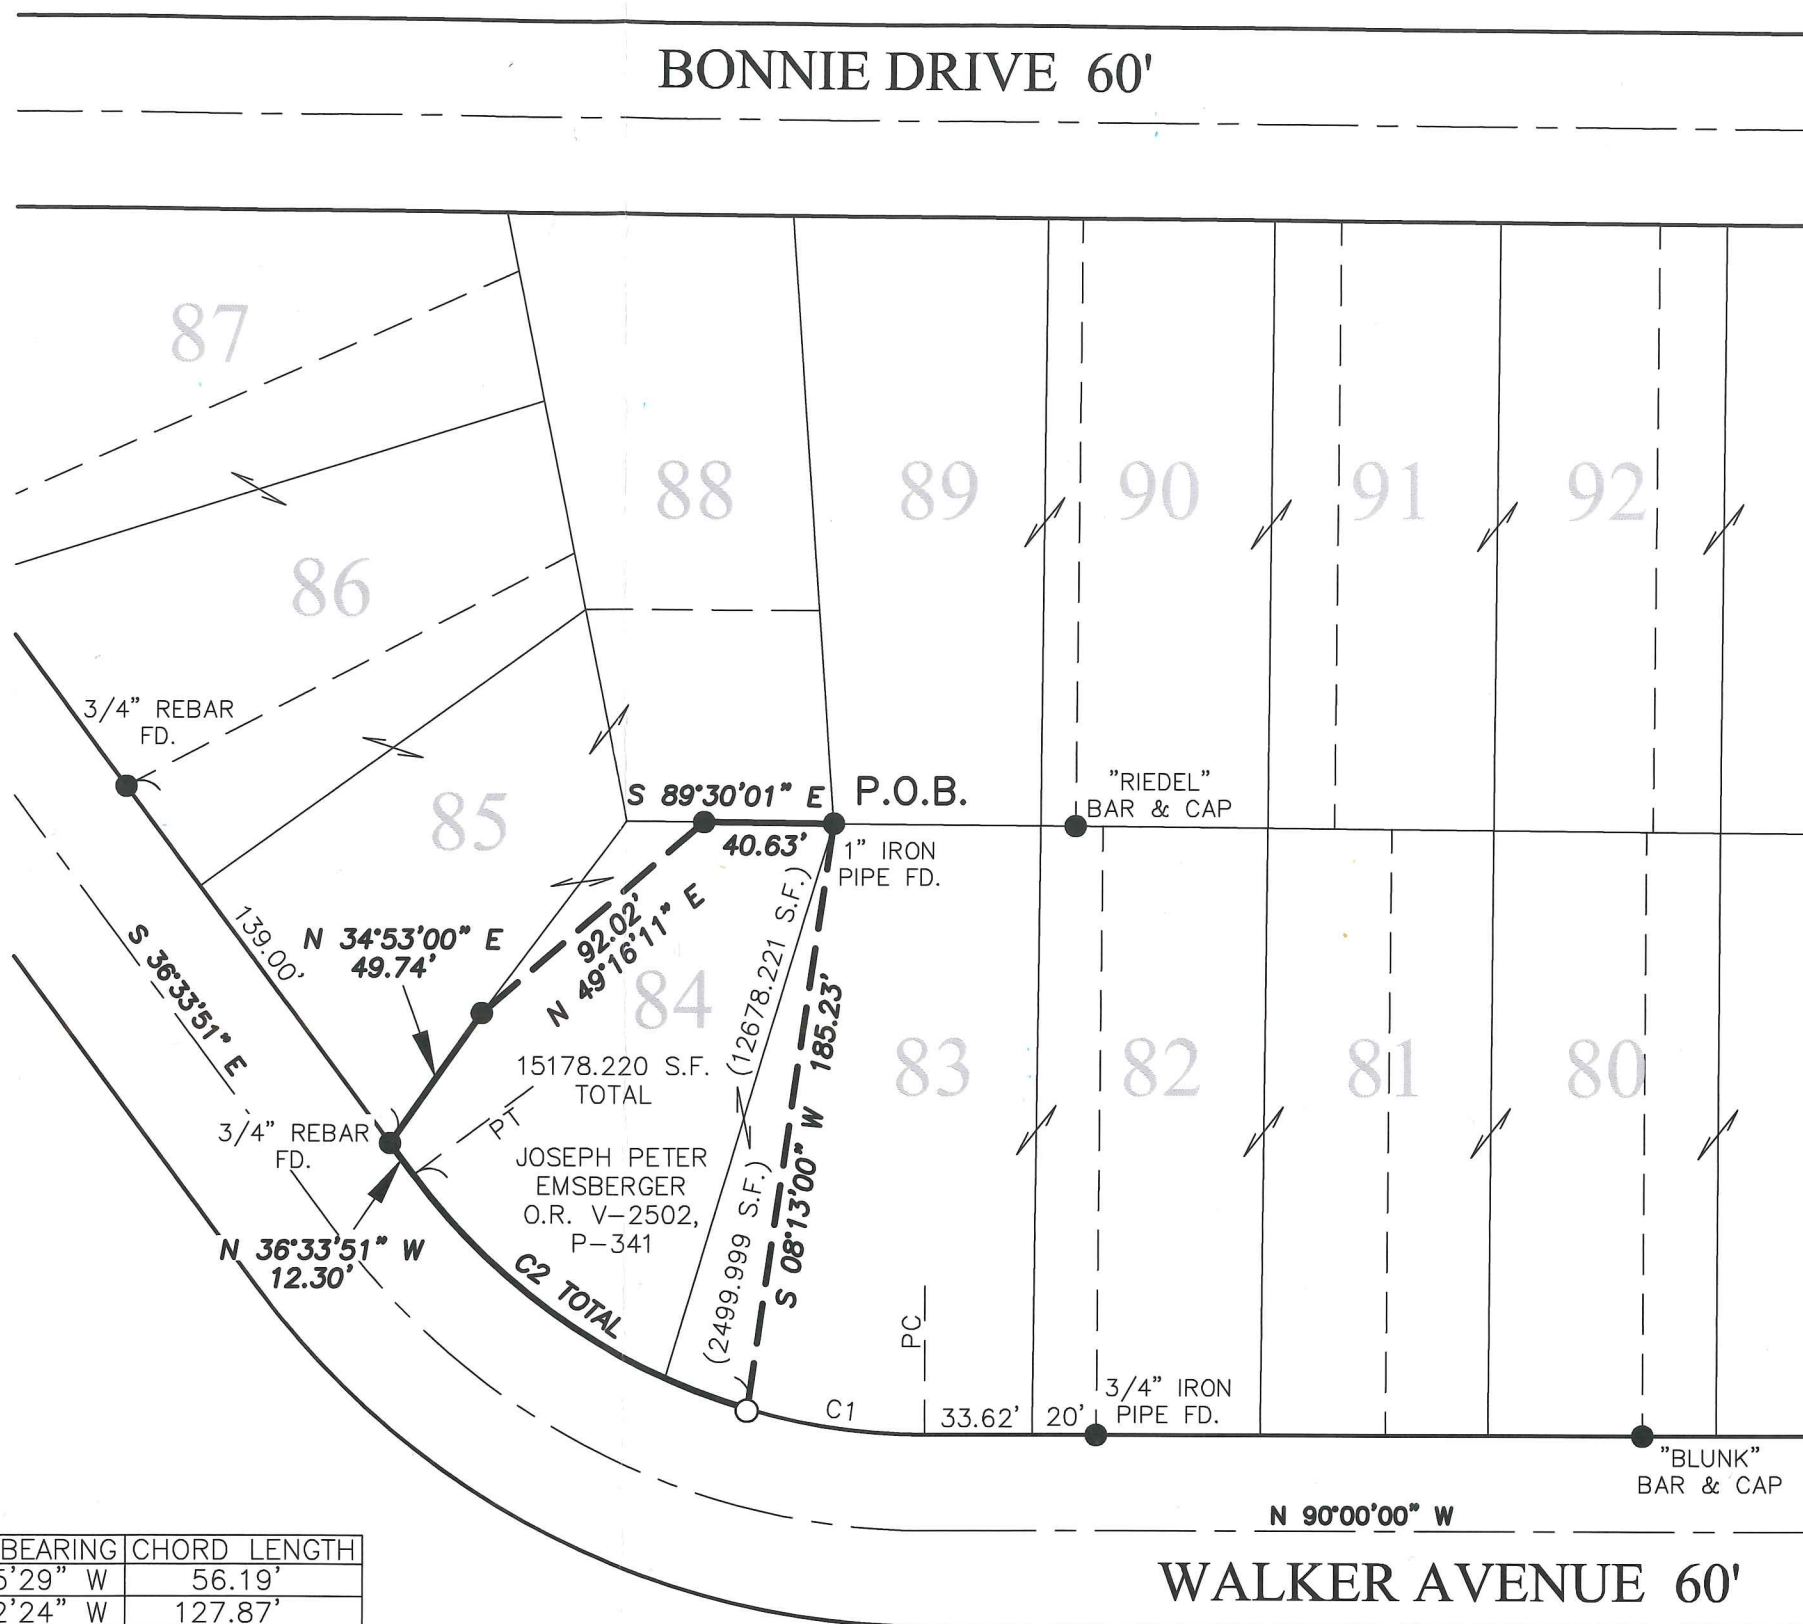 BONNIE DRIVE 60'
87
88
89
90
91
92
86
3/4" REBAR
FD.
85
S 89°30'01" E
P.O.B.
40.63'
"RIEDEL"
BAR & CAP
1" IRON
PIPE FD.
139.00'
S 36°33'51" E
N 34°53'00" E
49.74'
92.02'
N 49°16'11" E
(12678.221 S.F.)
185.23'
S 08°13'00" W
84
83
82
81
80
15178.220 S.F.
TOTAL
PT
3/4" REBAR
FD.
JOSEPH PETER
EMSBERGER
O.R. V-2502,
P-341
(2499.999 S.F.)
N 36°33'51" W
12.30'
C2 TOTAL
PC
C1
33.62'
20'
3/4" IRON
PIPE FD.
"BLUNK"
BAR & CAP
N 90°00'00" W
WALKER AVENUE 60'
BEARING CHORD LENGTH
5'29" W 56.19'
2'24" W 127.87'